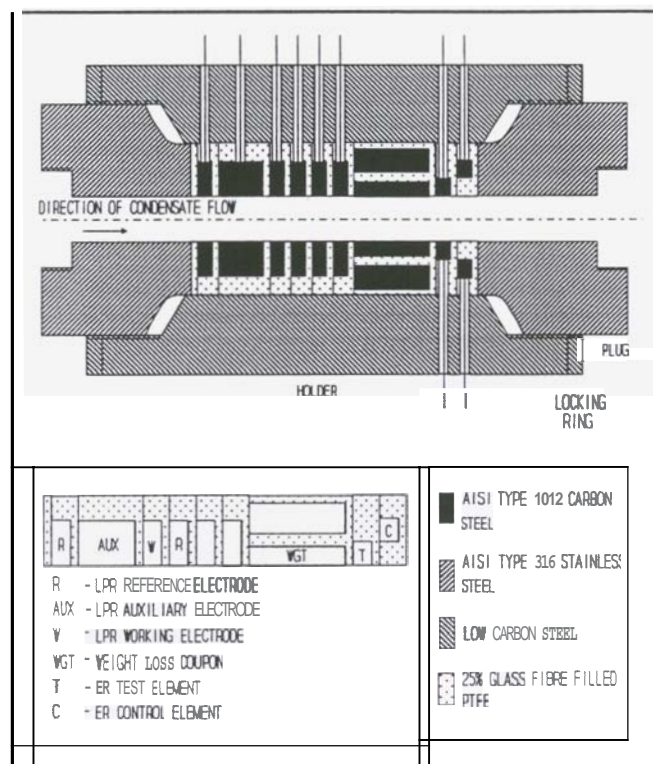 DIRECTION OF CONDENSATE FLOW
PLUG
HOLDER
LOCKING
RING
R
AUX
W
R
WGT
T
C
R - LPR REFERENCE ELECTRODE
AUX - LPR AUXILIARY ELECTRODE
W - LPR WORKING ELECTRODE
WGT - WEIGHT LOSS COUPON
T - ER TEST ELEMENT
C - ER CONTROL ELEMENT
AISI TYPE 1012 CARBON
STEEL
AISI TYPE 316 STAINLESS
STEEL
LOW CARBON STEEL
25% GLASS FIBRE FILLED
PTFE